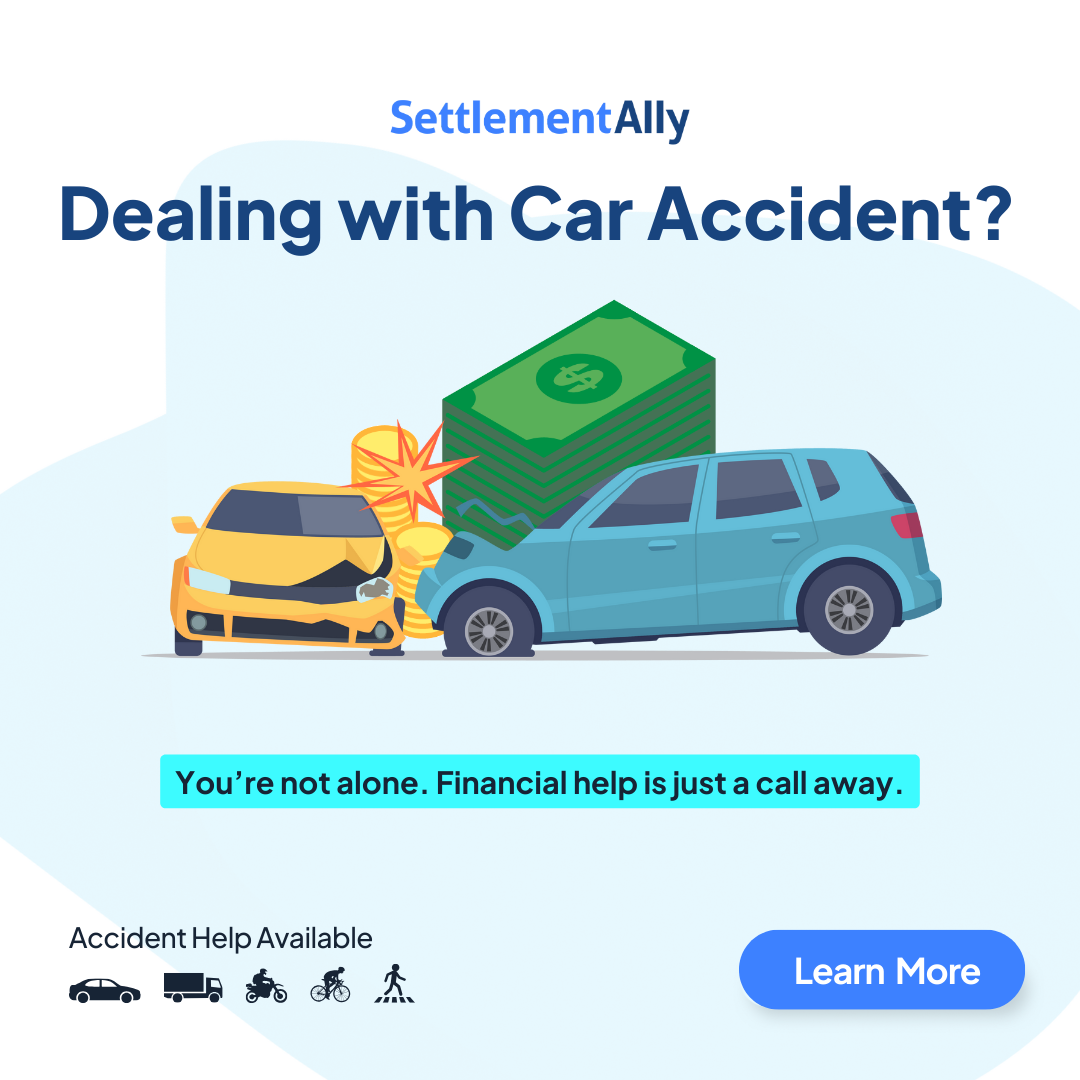 SettlementAlly
Dealing with Car Accident?
$
You’re not alone. Financial help is just a call away.
Accident Help Available
Learn More